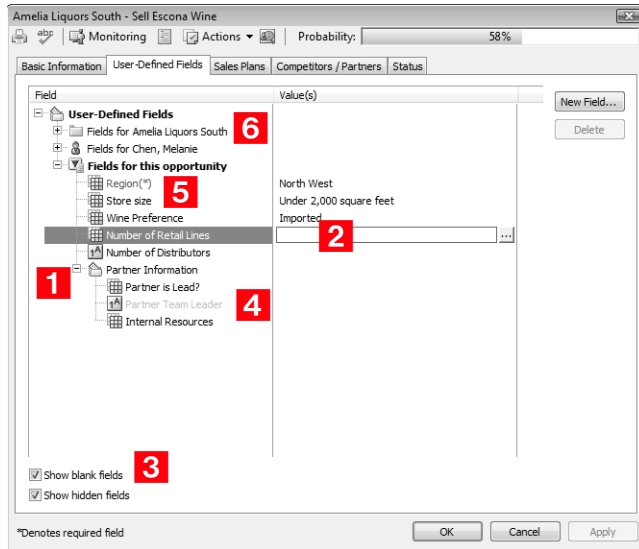 Amelia Liquors South - Sell Escona Wine
abc Monitoring Actions Probability: 58%
Basic Information User-Defined Fields Sales Plans Competitors / Partners Status
Field Value(s)
New Field...
User-Defined Fields
Fields for Amelia Liquors South 6
Delete
Fields for Chen, Melanie
Fields for this opportunity
Region(*) 5 North West
Store size Under 2,000 square feet
Wine Preference Imported
Number of Retail Lines 2 ...
1A Number of Distributors
1 Partner Information
Partner is Lead?
1A Partner Team Leader 4
Internal Resources
Show blank fields 3
Show hidden fields
*Denotes required field OK Cancel Apply